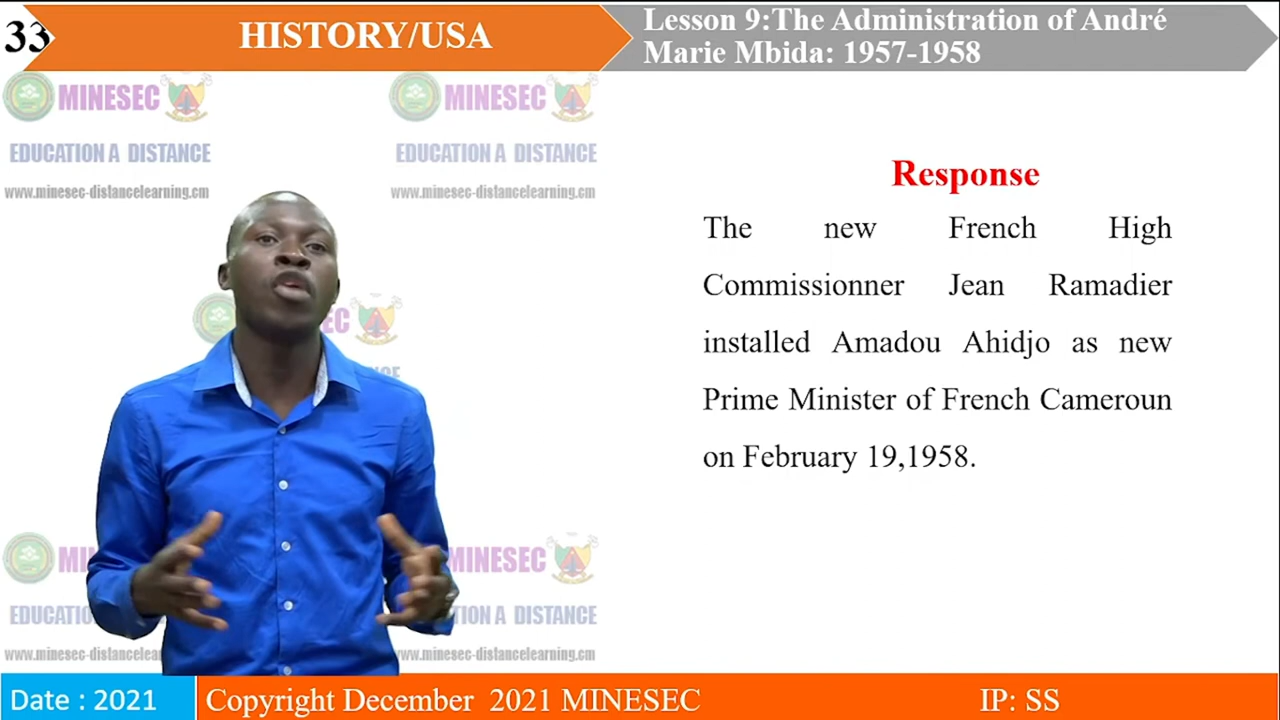 33
HISTORY/USA
Lesson 9:The Administration of André
Marie Mbida: 1957-1958
MINESEC
MINESEC
EDUCATION A DISTANCE
EDUCATION A DISTANCE
www.minesec-distancelearning.cm
www.minesec-distancelearning.cm
Response
The new French High
Commissionner Jean Ramadier
installed Amadou Ahidjo as new
Prime Minister of French Cameroun
on February 19,1958.
MINESEC
EDUCATION A DISTANCE
www.minesec-distancelearning.cm
Date : 2021
Copyright December 2021 MINESEC
IP: SS